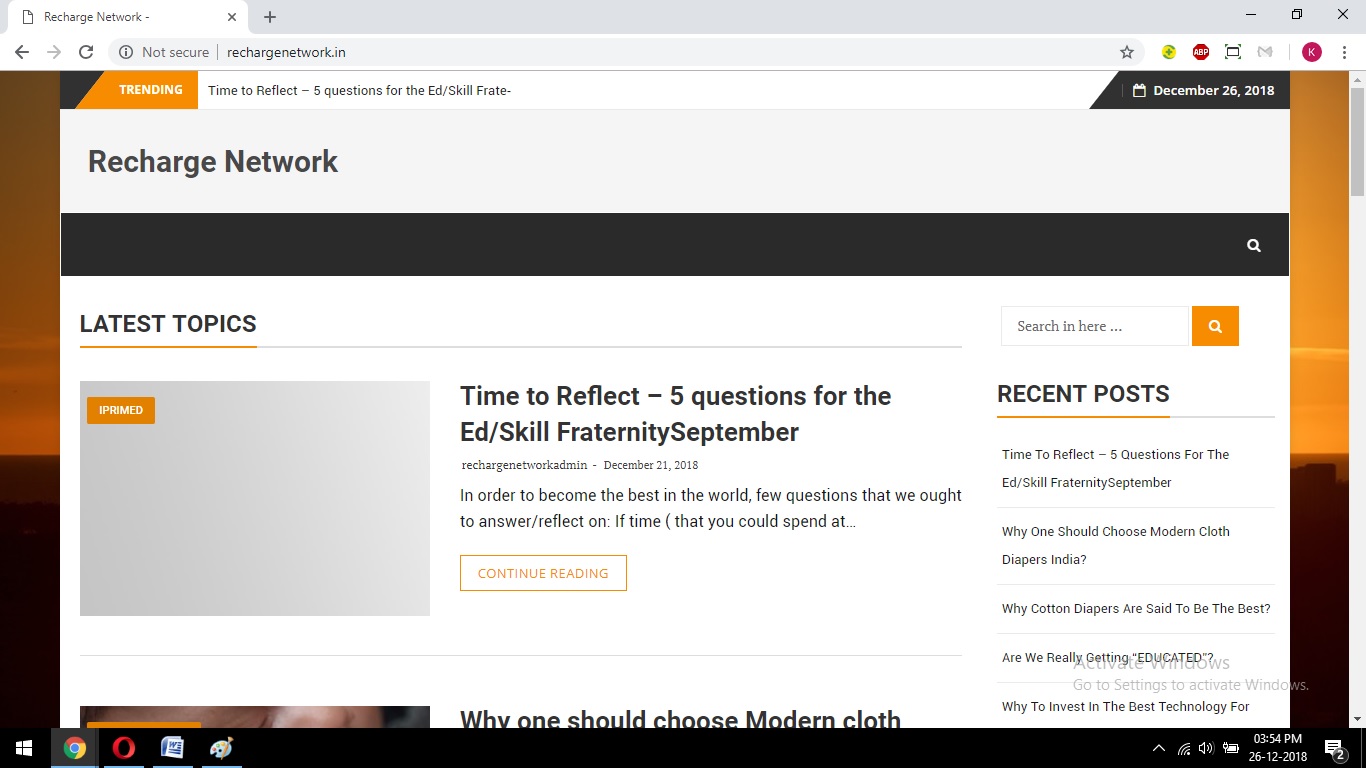 Recharge Network -
Not secure
rechargenetwork.in
ABP
K
TRENDING
Time to Reflect – 5 questions for the Ed/Skill Frate-
December 26, 2018
Recharge Network
LATEST TOPICS
IPRIMED
Time to Reflect – 5 questions for the
Ed/Skill FraternitySeptember
rechargenetworkadmin - December 21, 2018
In order to become the best in the world, few questions that we ought
to answer/reflect on: If time ( that you could spend at...
CONTINUE READING
Why one should choose Modern cloth
Search in here ...
RECENT POSTS
Time To Reflect – 5 Questions For The
Ed/Skill FraternitySeptember
Why One Should Choose Modern Cloth
Diapers India?
Why Cotton Diapers Are Said To Be The Best?
Are We Really Getting “EDUCATED”?
Why To Invest In The Best Technology For
Activate Windows
Go to Settings to activate Windows.
03:54 PM
26-12-2018
2